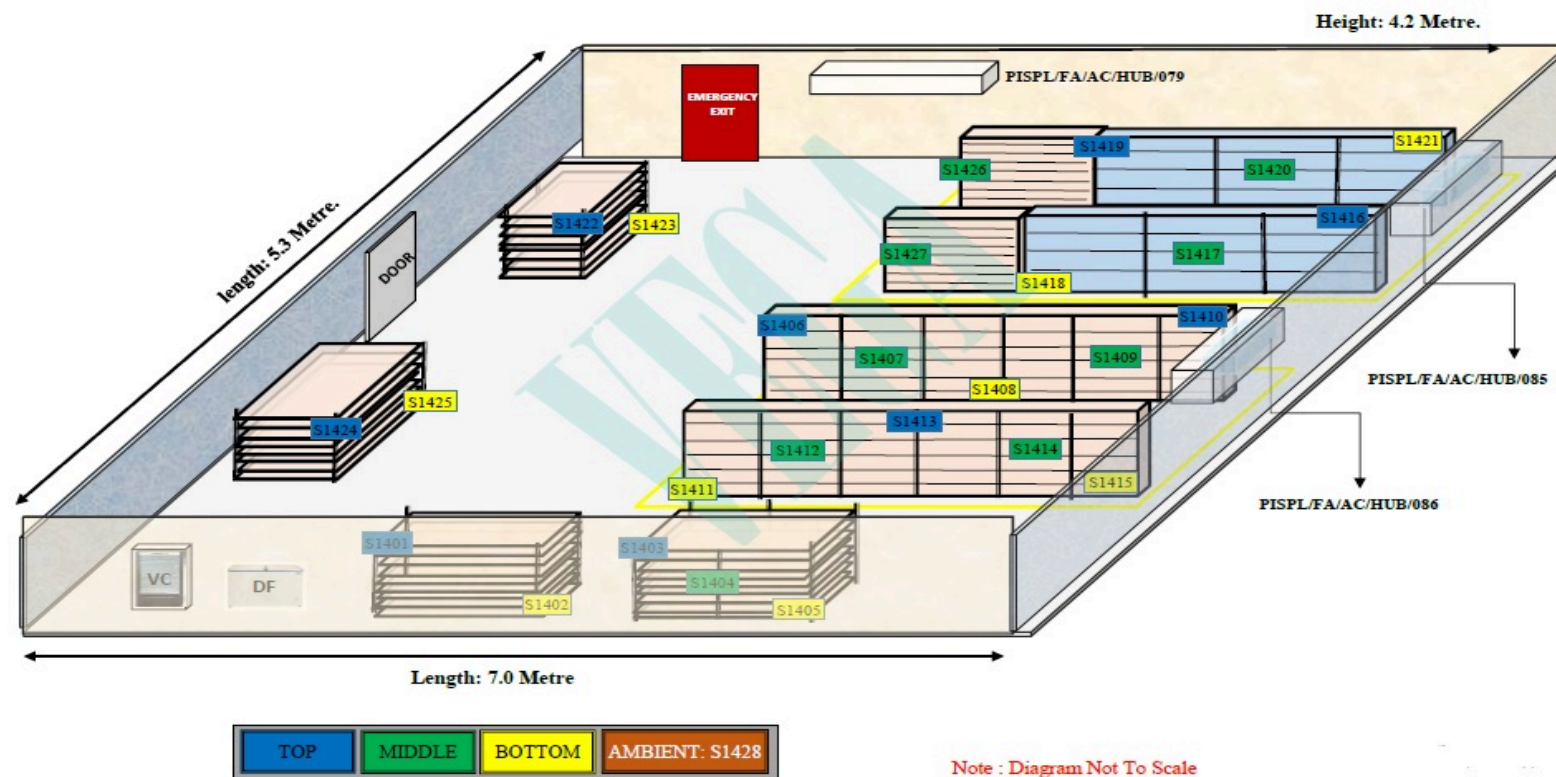 Height: 4.2 Metre.
PISPL/FA/AC/HUB/079
EMERGENCY
EXIT
S1421
S1419
S1426
S1420
S1416
S1422
S1423
length: 5.3 Metre.
DOOR
S1427
S1417
S1418
S1406
S1410
S1407
S1409
PISPL/FA/AC/HUB/085
S1408
S1425
S1413
S1424
S1412
S1414
S1411
S1415
PISPL/FA/AC/HUB/086
S1401
S1403
VC
DF
S1404
S1402
S1405
Length: 7.0 Metre
TOP
MIDDLE
BOTTOM
AMBIENT: S1428
Note : Diagram Not To Scale